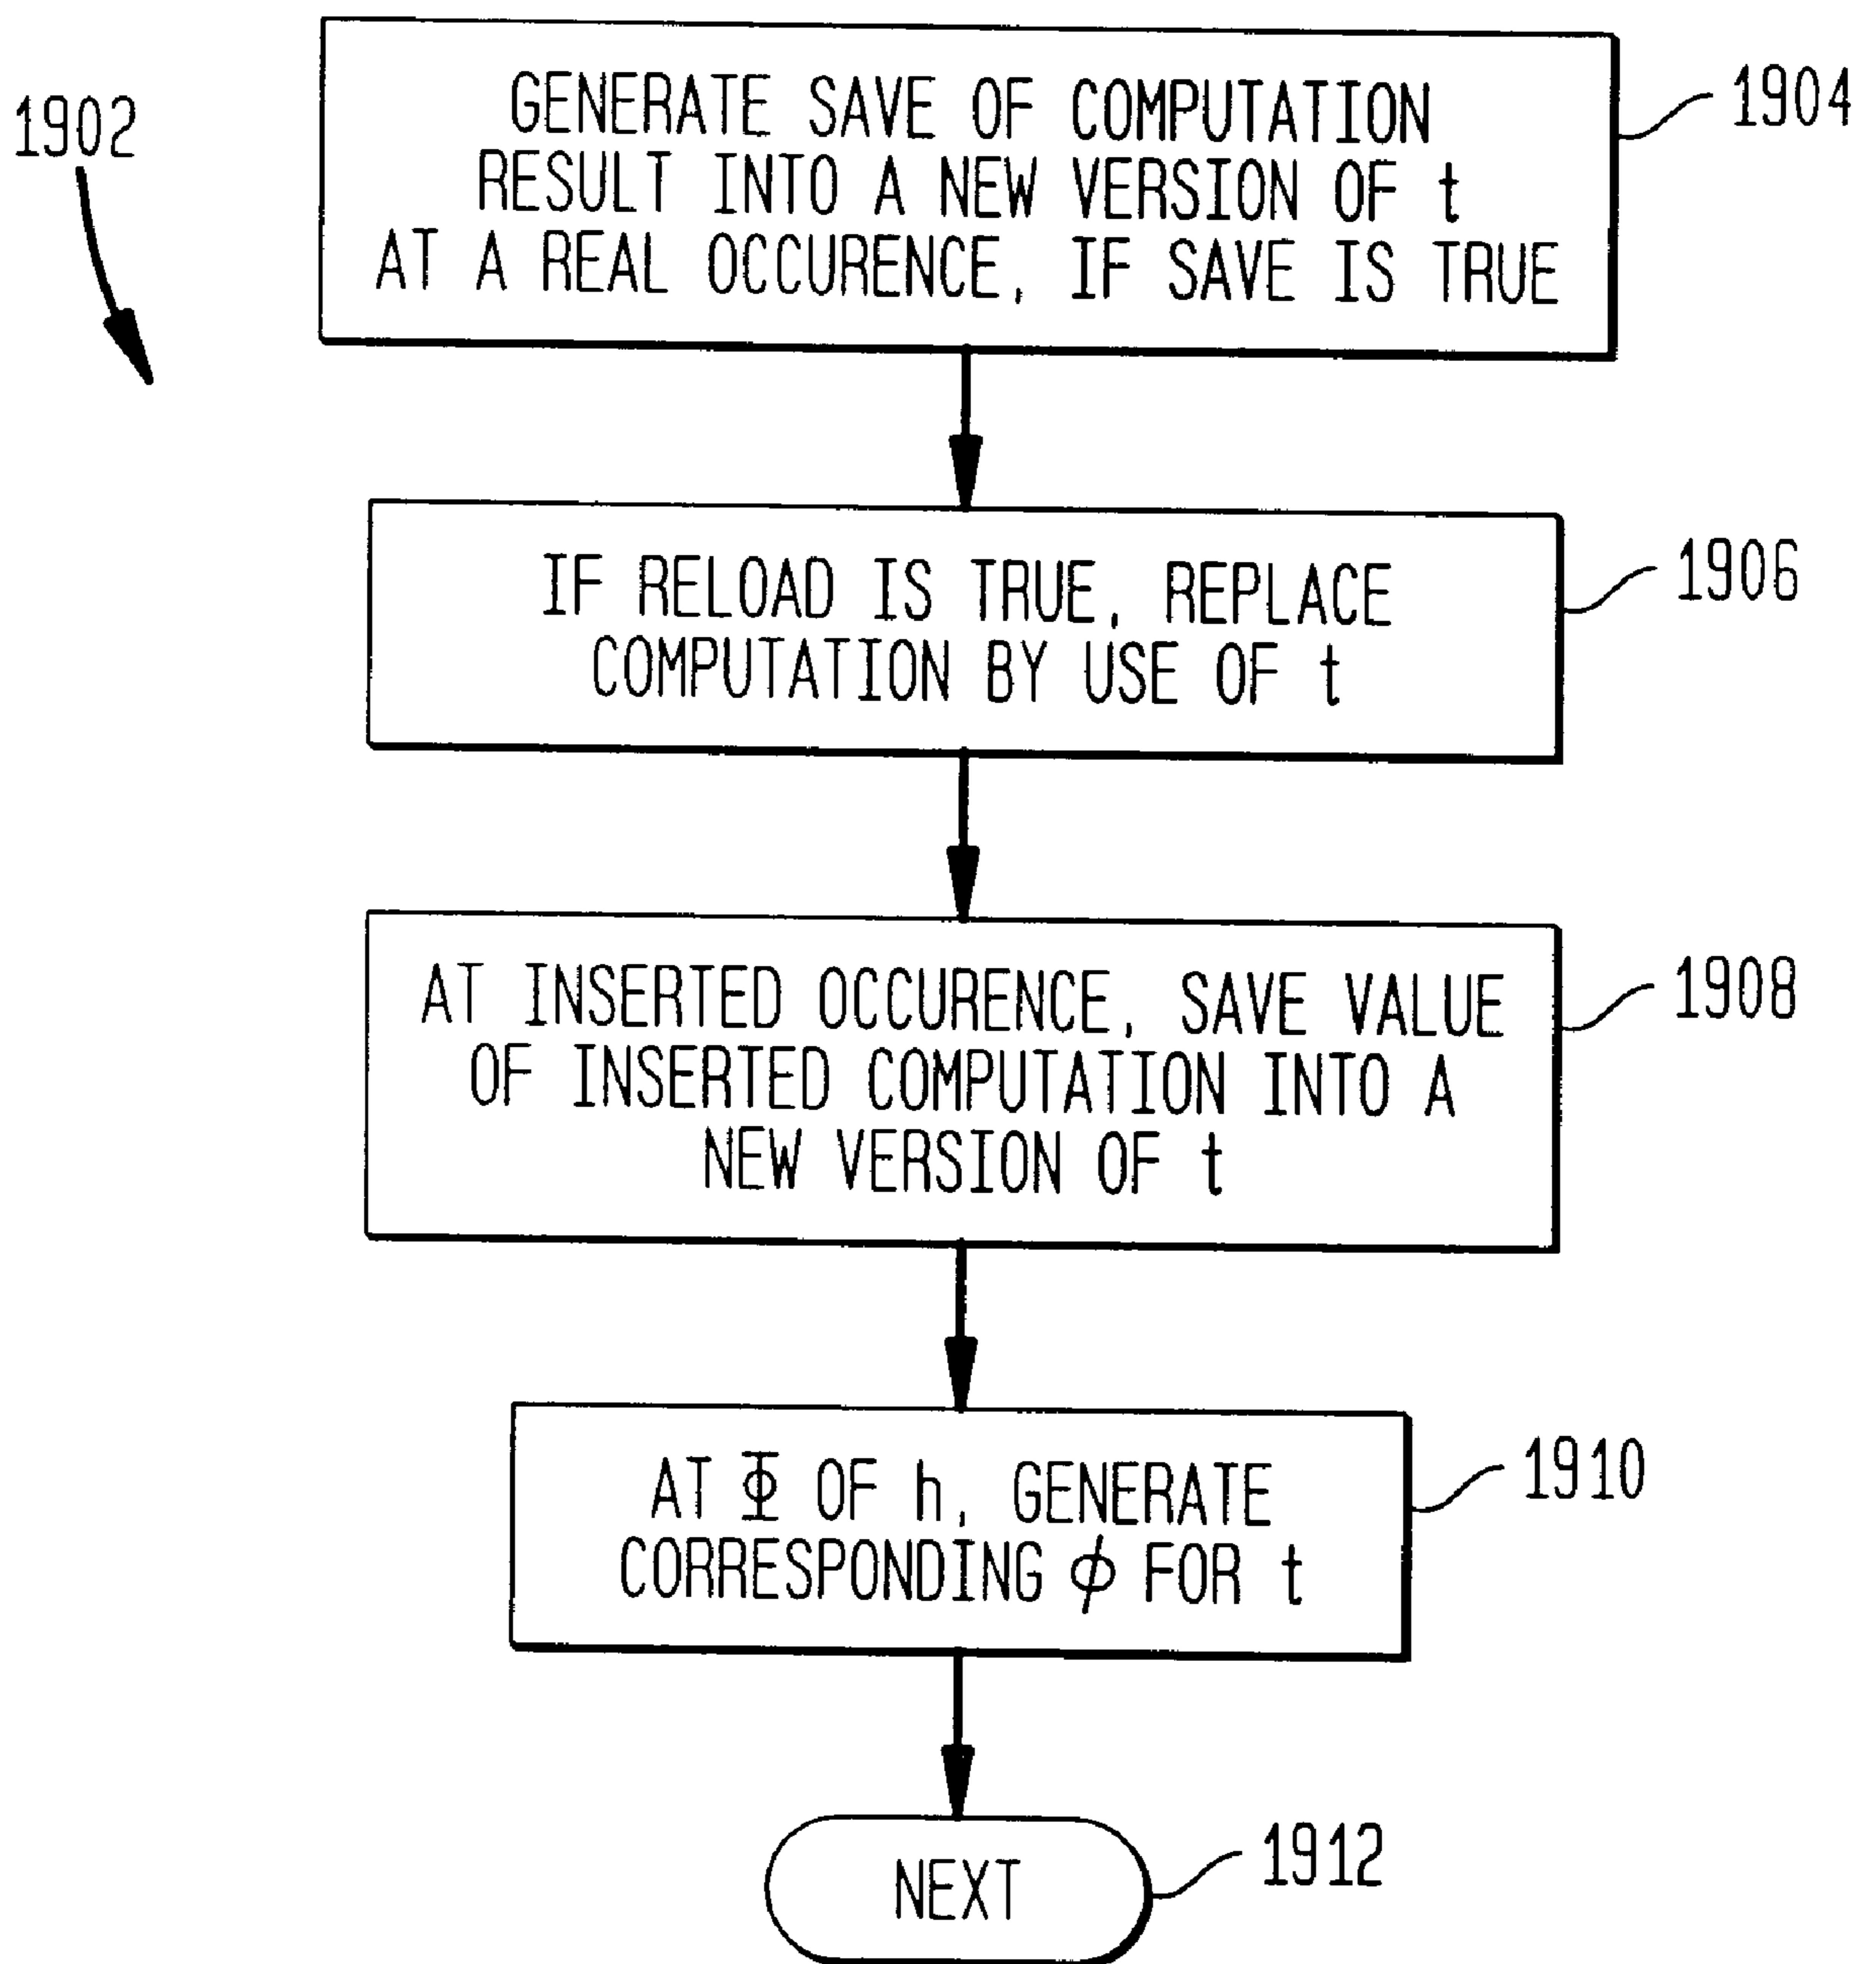 1902
GENERATE SAVE OF COMPUTATION
RESULT INTO A NEW VERSION OF t
AT A REAL OCCURENCE, IF SAVE IS TRUE
1904
IF RELOAD IS TRUE, REPLACE
COMPUTATION BY USE OF t
1906
AT INSERTED OCCURENCE, SAVE VALUE
OF INSERTED COMPUTATION INTO A
NEW VERSION OF t
1908
AT Φ OF h, GENERATE
CORRESPONDING ϕ FOR t
1910
NEXT
1912